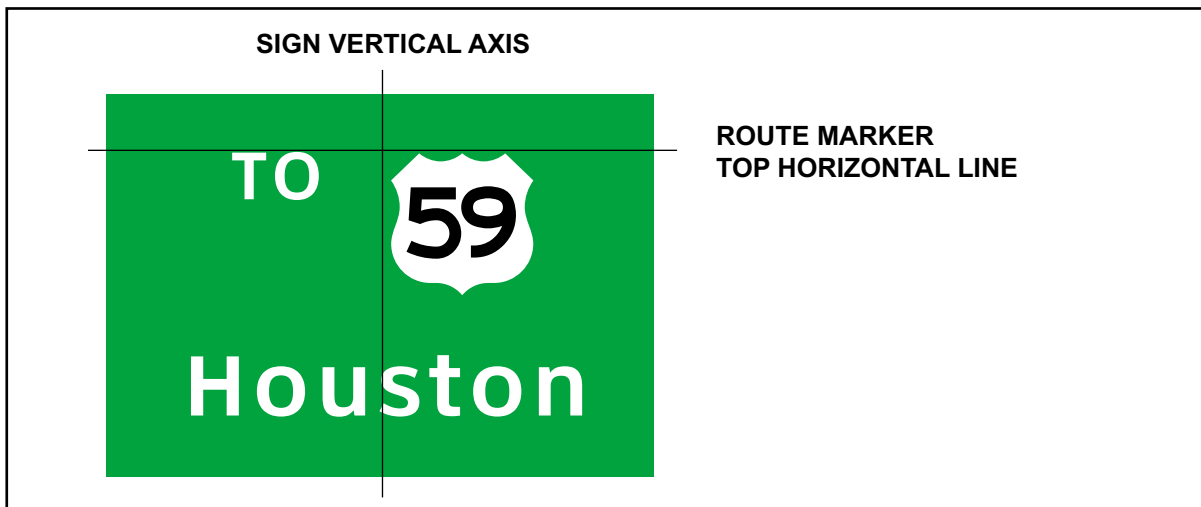 SIGN VERTICAL AXIS
ROUTE MARKER
TOP HORIZONTAL LINE
TO 59
Houston